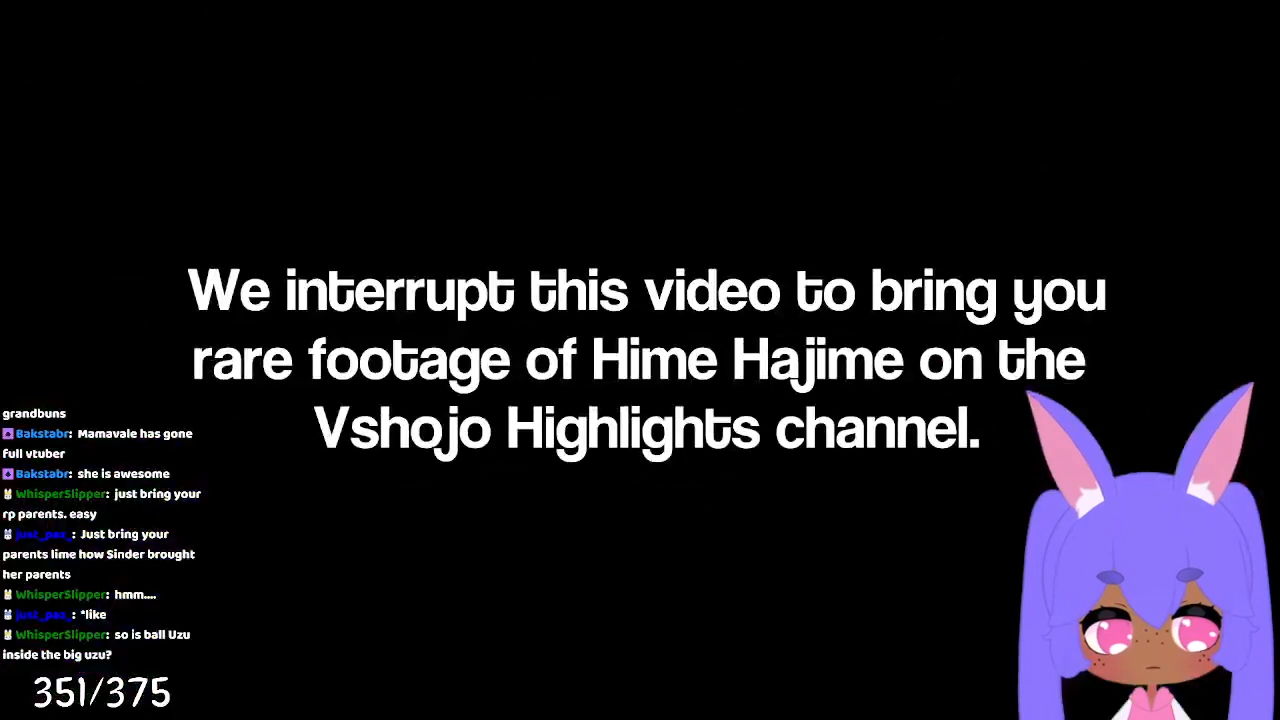 We interrupt this video to bring you
rare footage of Hime Hajime on the
Vshojo Highlights channel.
grandbuns
Bakstabr: Mamavale has gone
full vtuber
Bakstabr: she is awesome
WhisperSlipper: just bring your
rp parents. easy
just_paz_: Just bring your
parents lime how Sinder brought
her parents
WhisperSlipper: hmm....
just_paz_: *like
WhisperSlipper: so is ball Uzu
inside the big uzu?
351/375